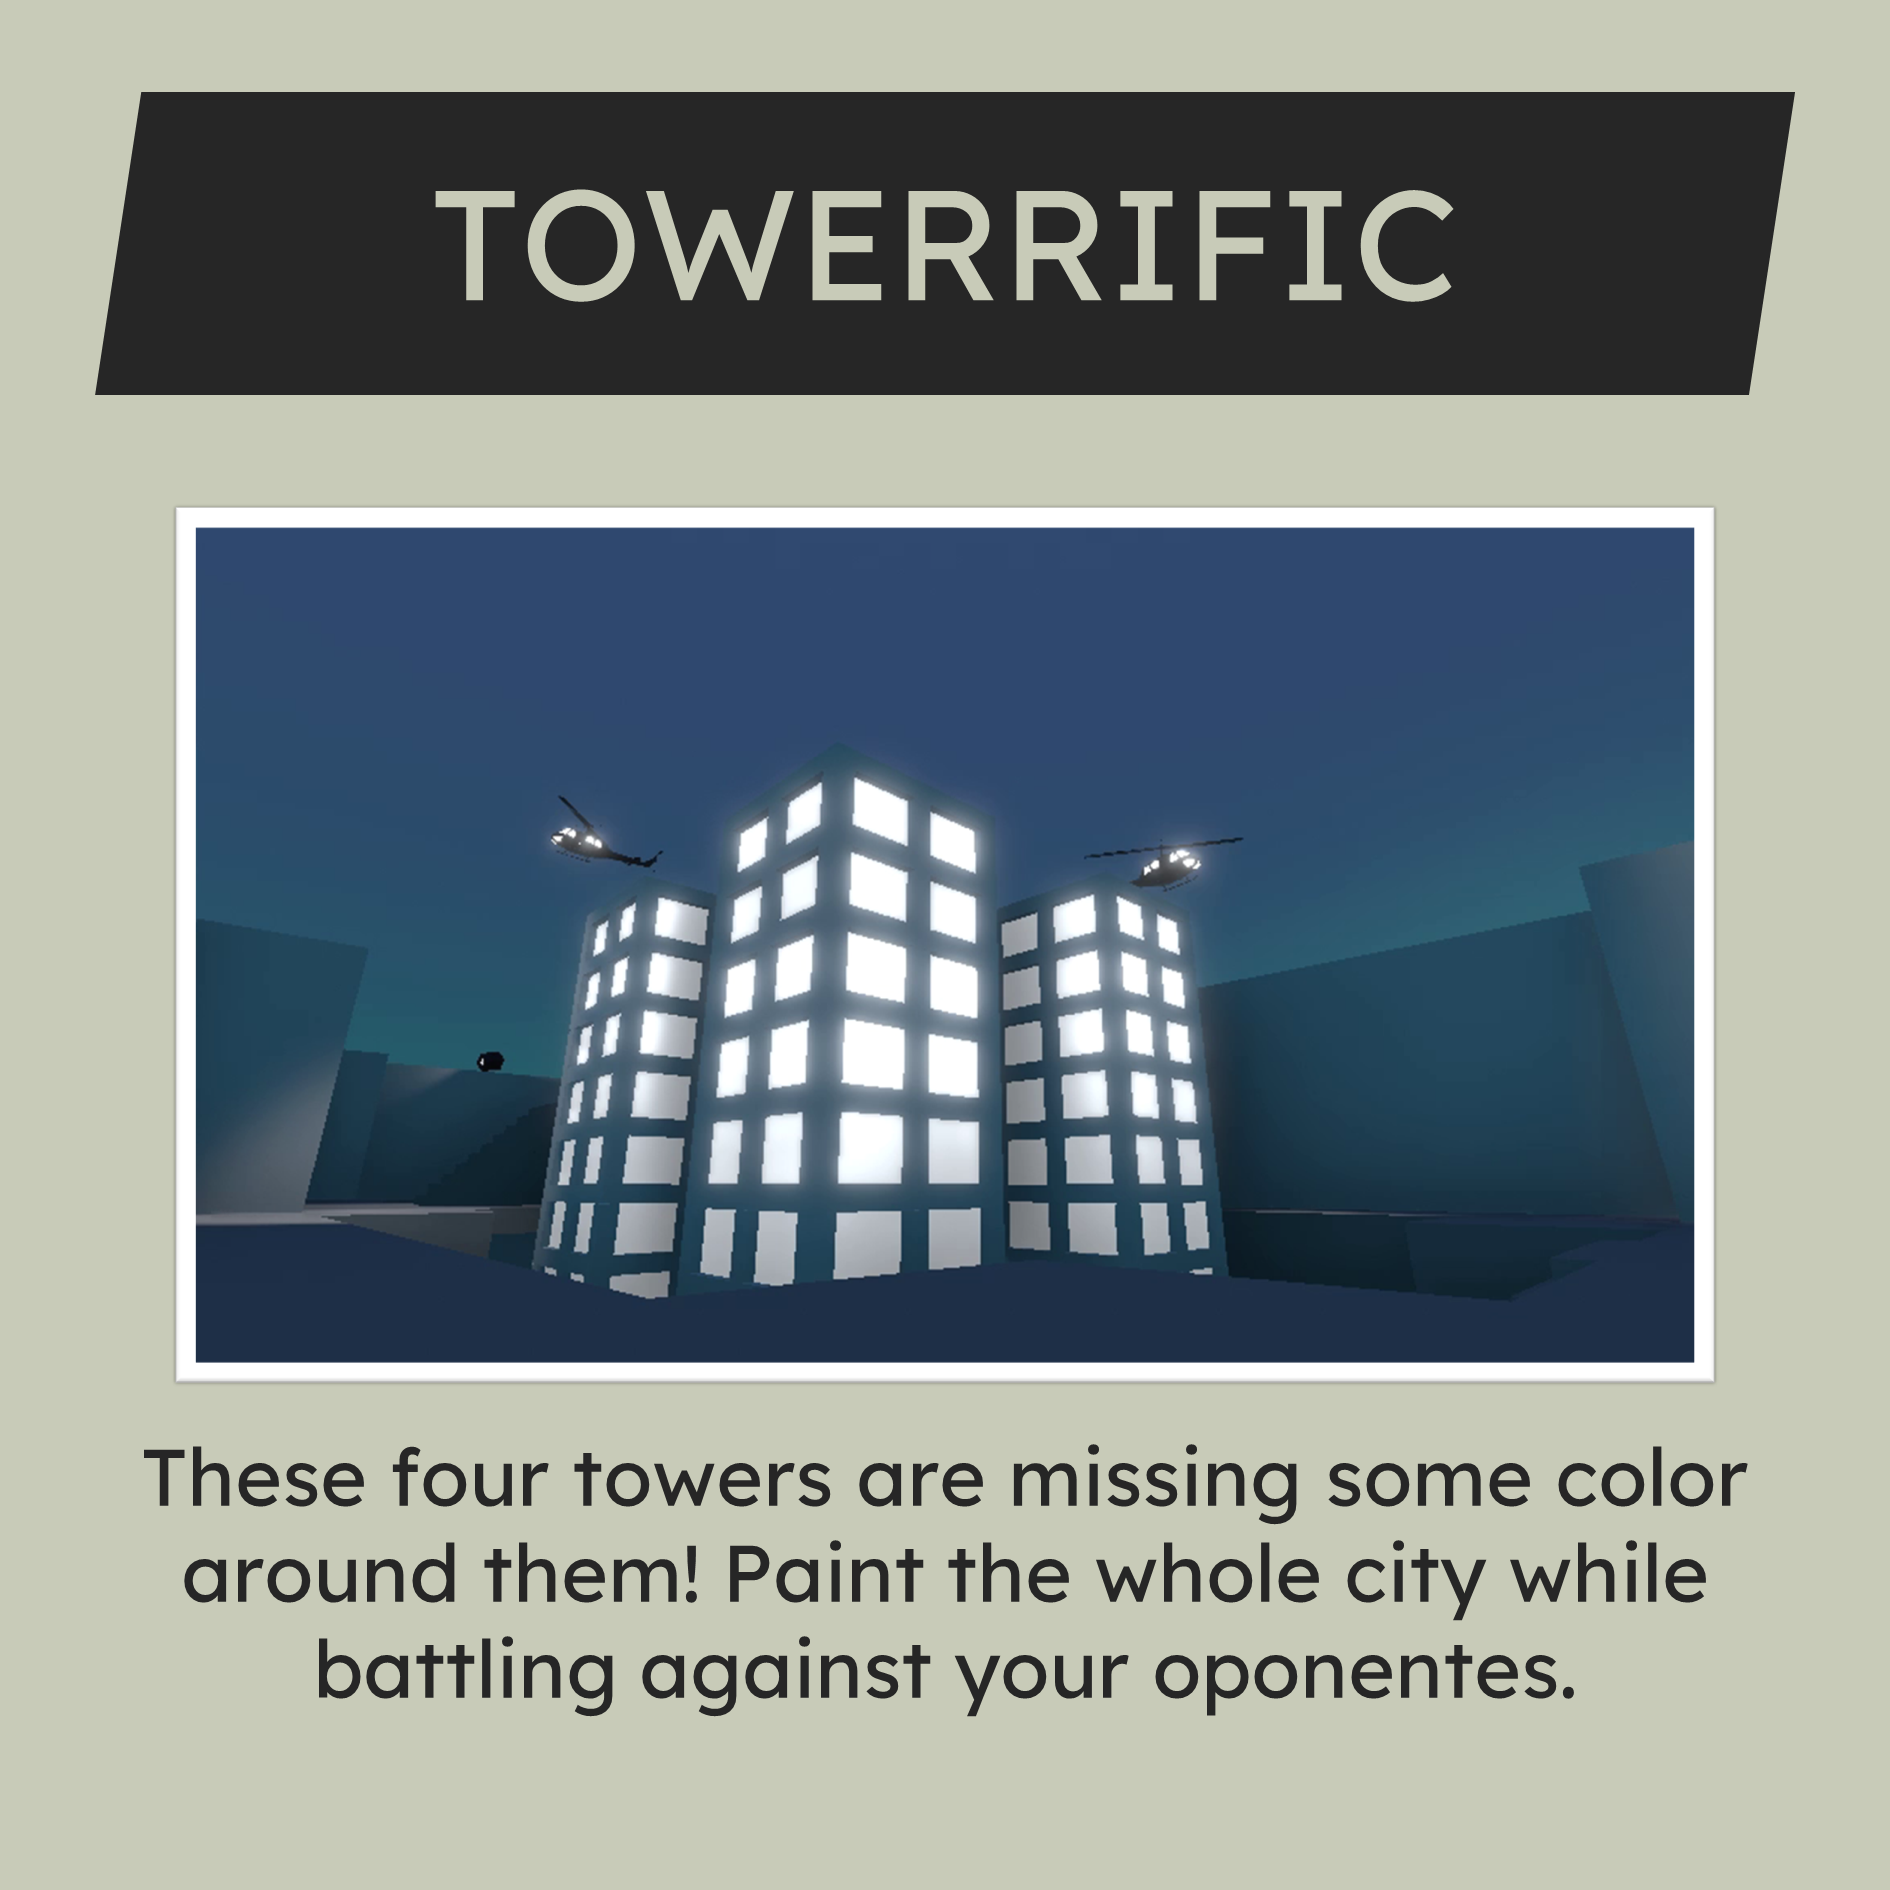 TOWERRIFIC
These four towers are missing some color
around them! Paint the whole city while
battling against your oponentes.